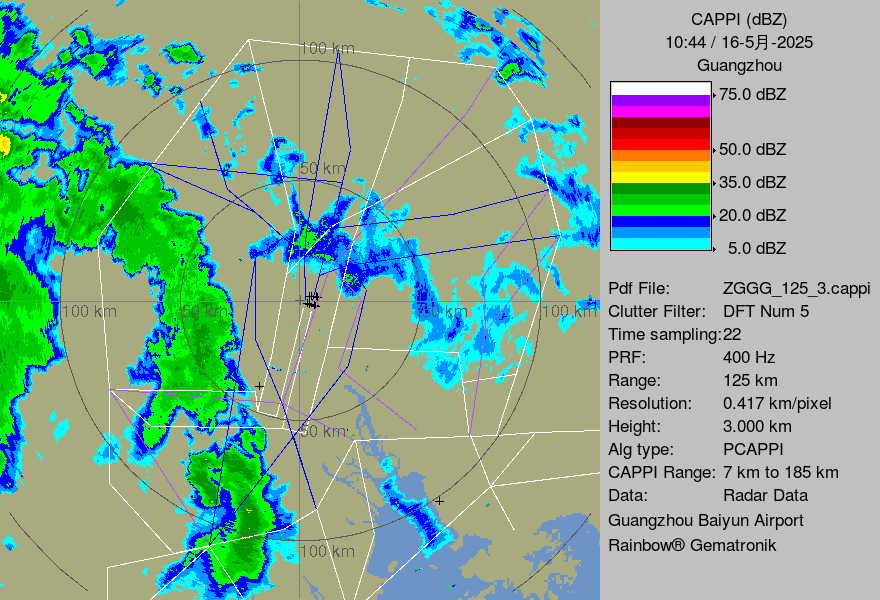 CAPPI (dBZ)
10:44 / 16-5月-2025
Guangzhou
75.0 dBZ
50.0 dBZ
35.0 dBZ
20.0 dBZ
5.0 dBZ
Pdf File: ZGGG_125_3.cappi
Clutter Filter: DFT Num 5
Time sampling:22
PRF: 400 Hz
Range: 125 km
Resolution: 0.417 km/pixel
Height: 3.000 km
Alg type: PCAPPI
CAPPI Range: 7 km to 185 km
Data: Radar Data
Guangzhou Baiyun Airport
Rainbow® Gematronik
100 km
50 km
100 km
50 km
50 km
100 km
50 km
100 km